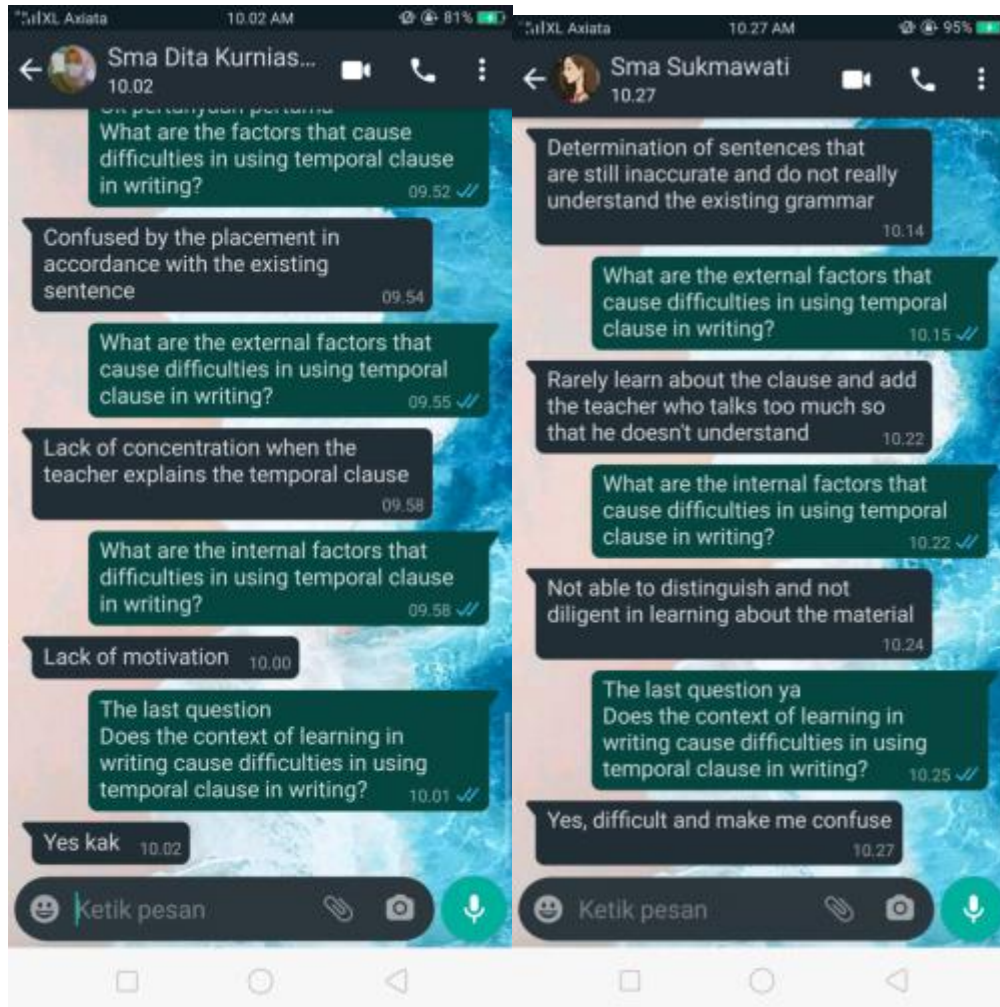 XL Axiata 10.02 AM 81%
Sma Dita Kurnias...
10.02
Ok pertanyaan pertama
What are the factors that cause
difficulties in using temporal clause
in writing?
09.52
Confused by the placement in
accordance with the existing
sentence
09.54
What are the external factors that
cause difficulties in using temporal
clause in writing?
09.55
Lack of concentration when the
teacher explains the temporal clause
09.58
What are the internal factors that
difficulties in using temporal clause
in writing?
09.58
Lack of motivation 10.00
The last question
Does the context of learning in
writing cause difficulties in using
temporal clause in writing?
10.01
Yes kak 10.02
Ketik pesan
XL Axiata 10.27 AM 95%
Sma Sukmawati
10.27
Determination of sentences that
are still inaccurate and do not really
understand the existing grammar
10.14
What are the external factors that
cause difficulties in using temporal
clause in writing?
10.15
Rarely learn about the clause and add
the teacher who talks too much so
that he doesn't understand
10.22
What are the internal factors that
cause difficulties in using temporal
clause in writing?
10.22
Not able to distinguish and not
diligent in learning about the material
10.24
The last question ya
Does the context of learning in
writing cause difficulties in using
temporal clause in writing?
10.25
Yes, difficult and make me confuse
10.27
Ketik pesan